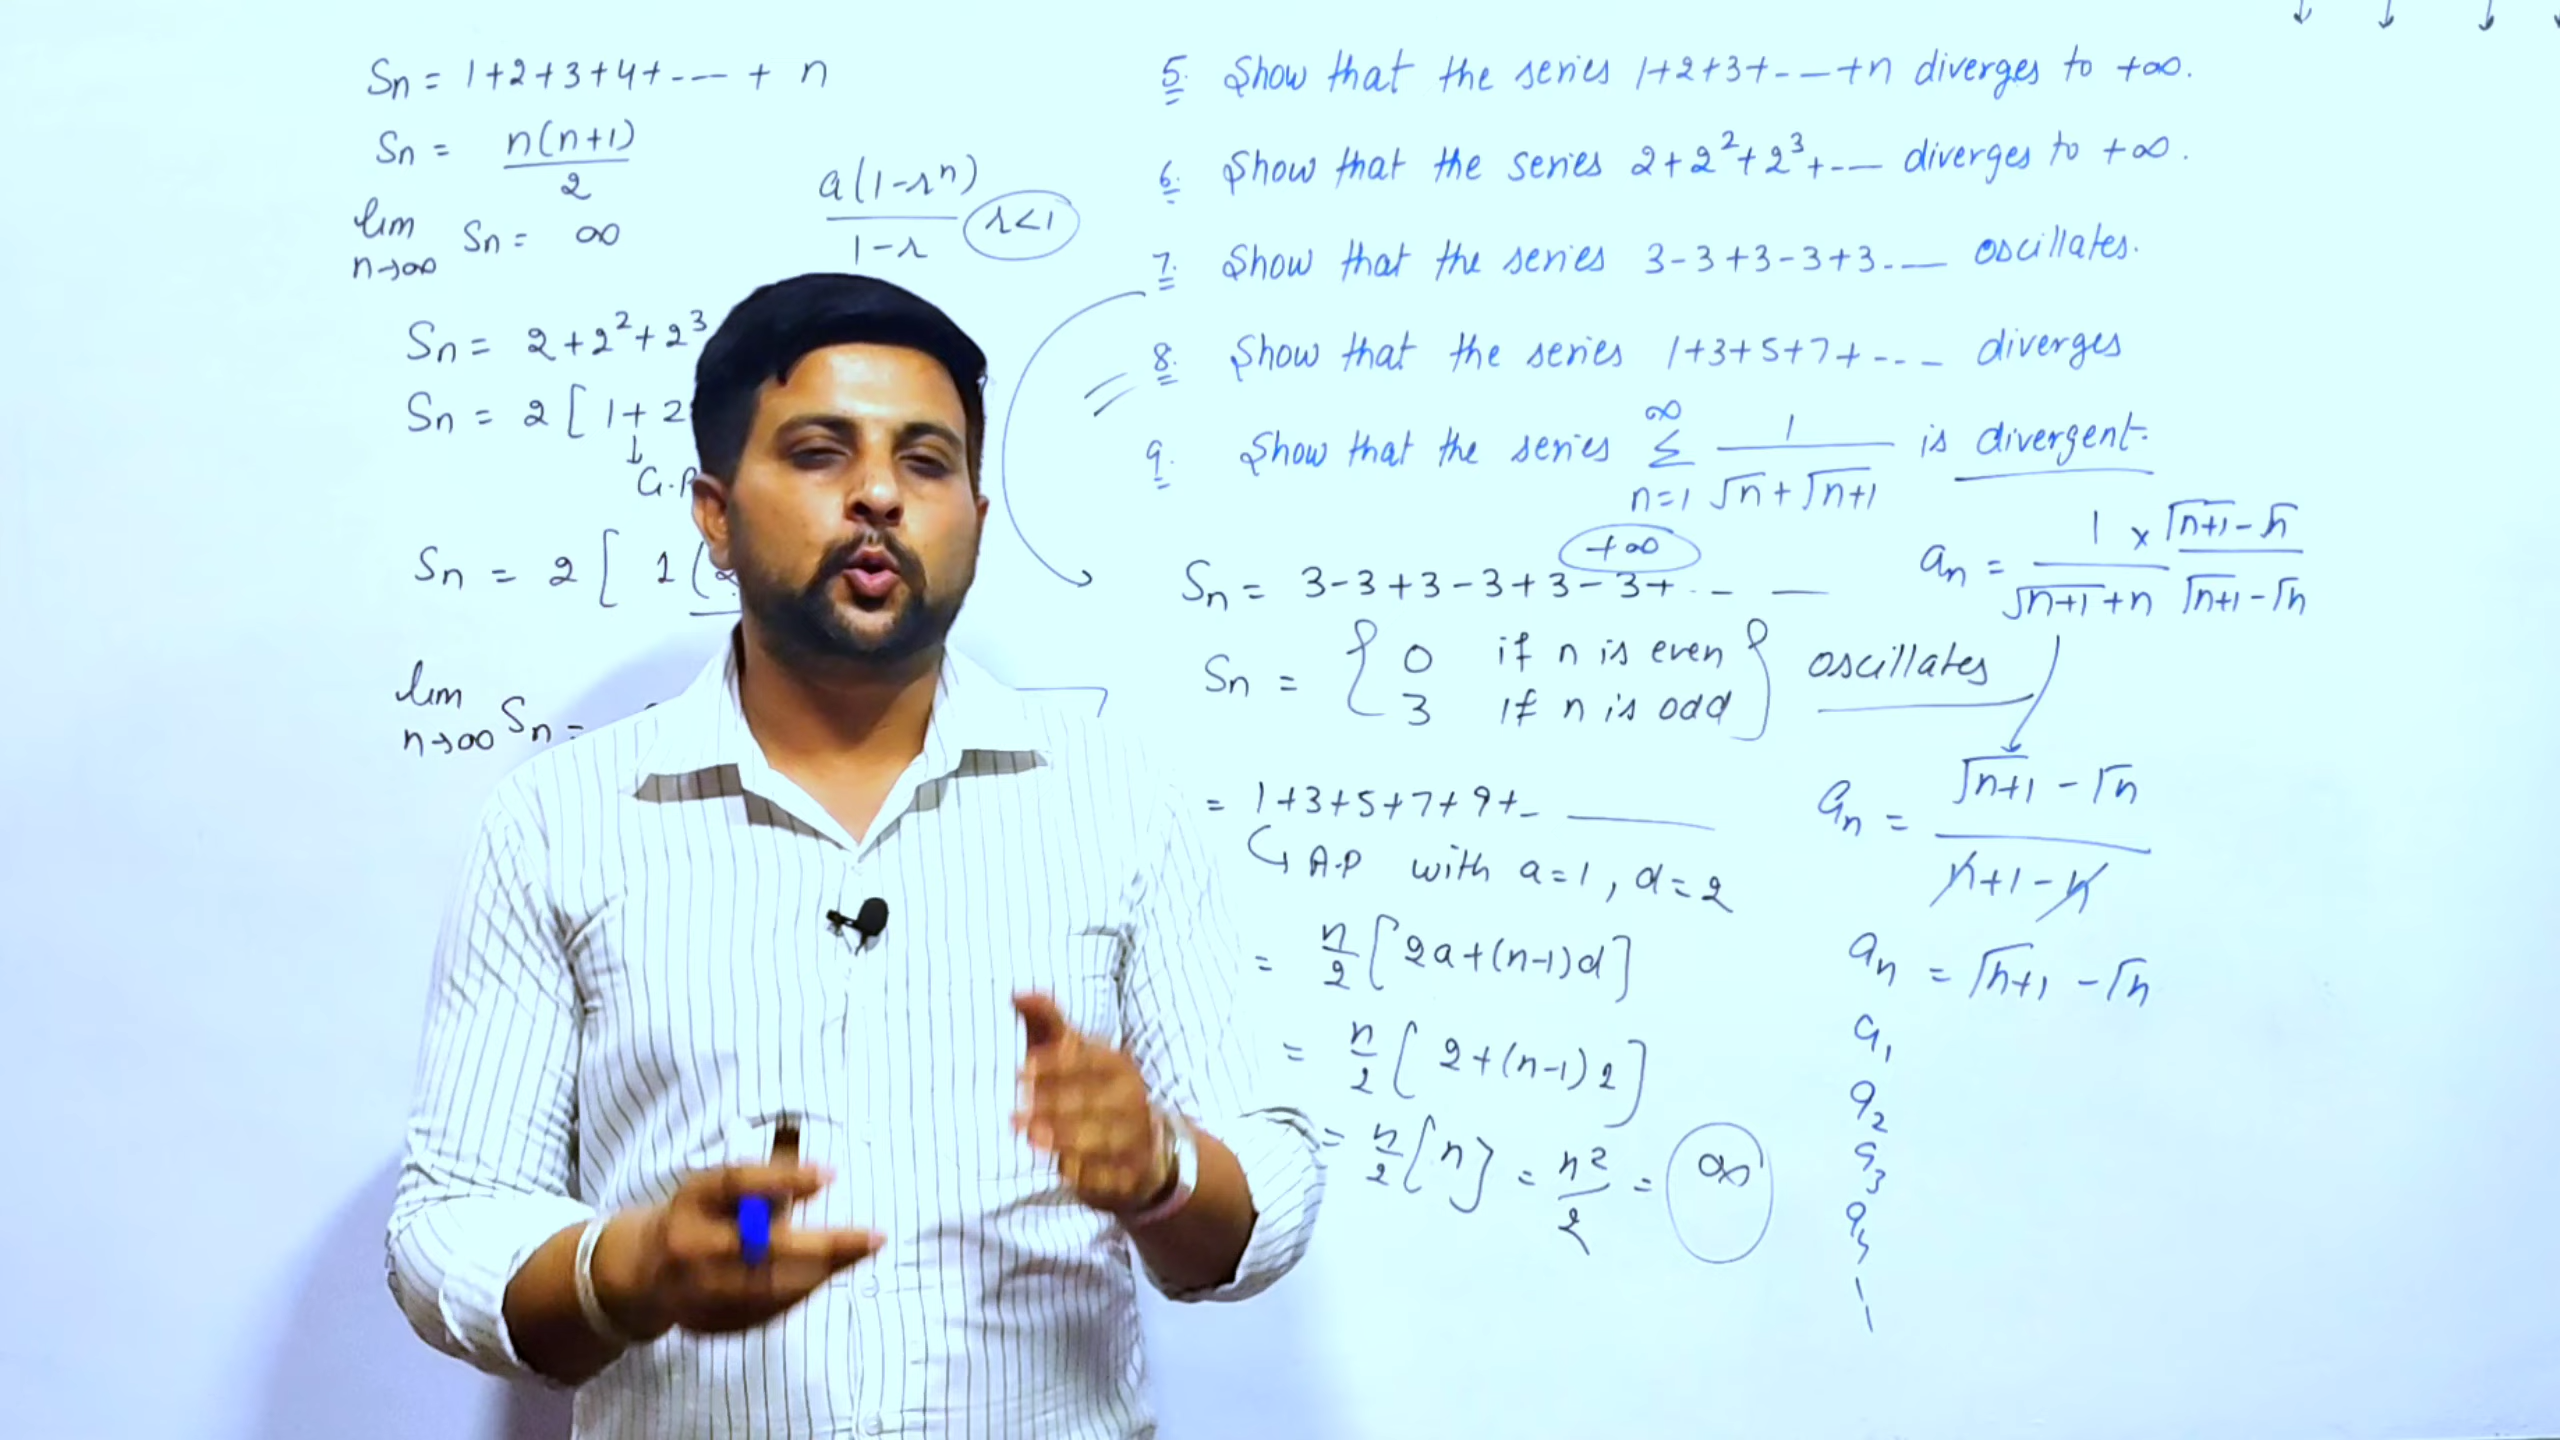 Sn = 1+2+3+4+--- + n
Sn = n(n+1)/2
lim n→∞ Sn = ∞
a(1-r^n)/(1-r) r<1
Sn = 2+2²+2³
Sn = 2[1+2
↓
G.P
Sn = 2[ 1(2
lim n→∞ Sn =
5. Show that the series 1+2+3+--—+n diverges to +∞.
6. Show that the series 2+2²+2³+--— diverges to +∞.
7. Show that the series 3-3+3-3+3--— oscillates.
8. Show that the series 1+3+5+7+--- diverges
9. Show that the series ∞ Σ n=1 1/(√n+√n+1) is divergent.
+∞
Sn = 3-3+3-3+3-3+-- —
Sn = { 0 if n is even
3 if n is odd } oscillates
= 1+3+5+7+9+- —
↳ A.P with a=1, d=2
= n/2 [2a+(n-1)d]
= n/2 [2+(n-1)2]
= n/2 [n] = n²/2 = ∞
an = 1/(√n+1 +n) × (√n+1 - √n)/(√n+1 - √n)
an = (√n+1 - √n)/(n+1-n)
an = √n+1 - √n
a1
a2
a3